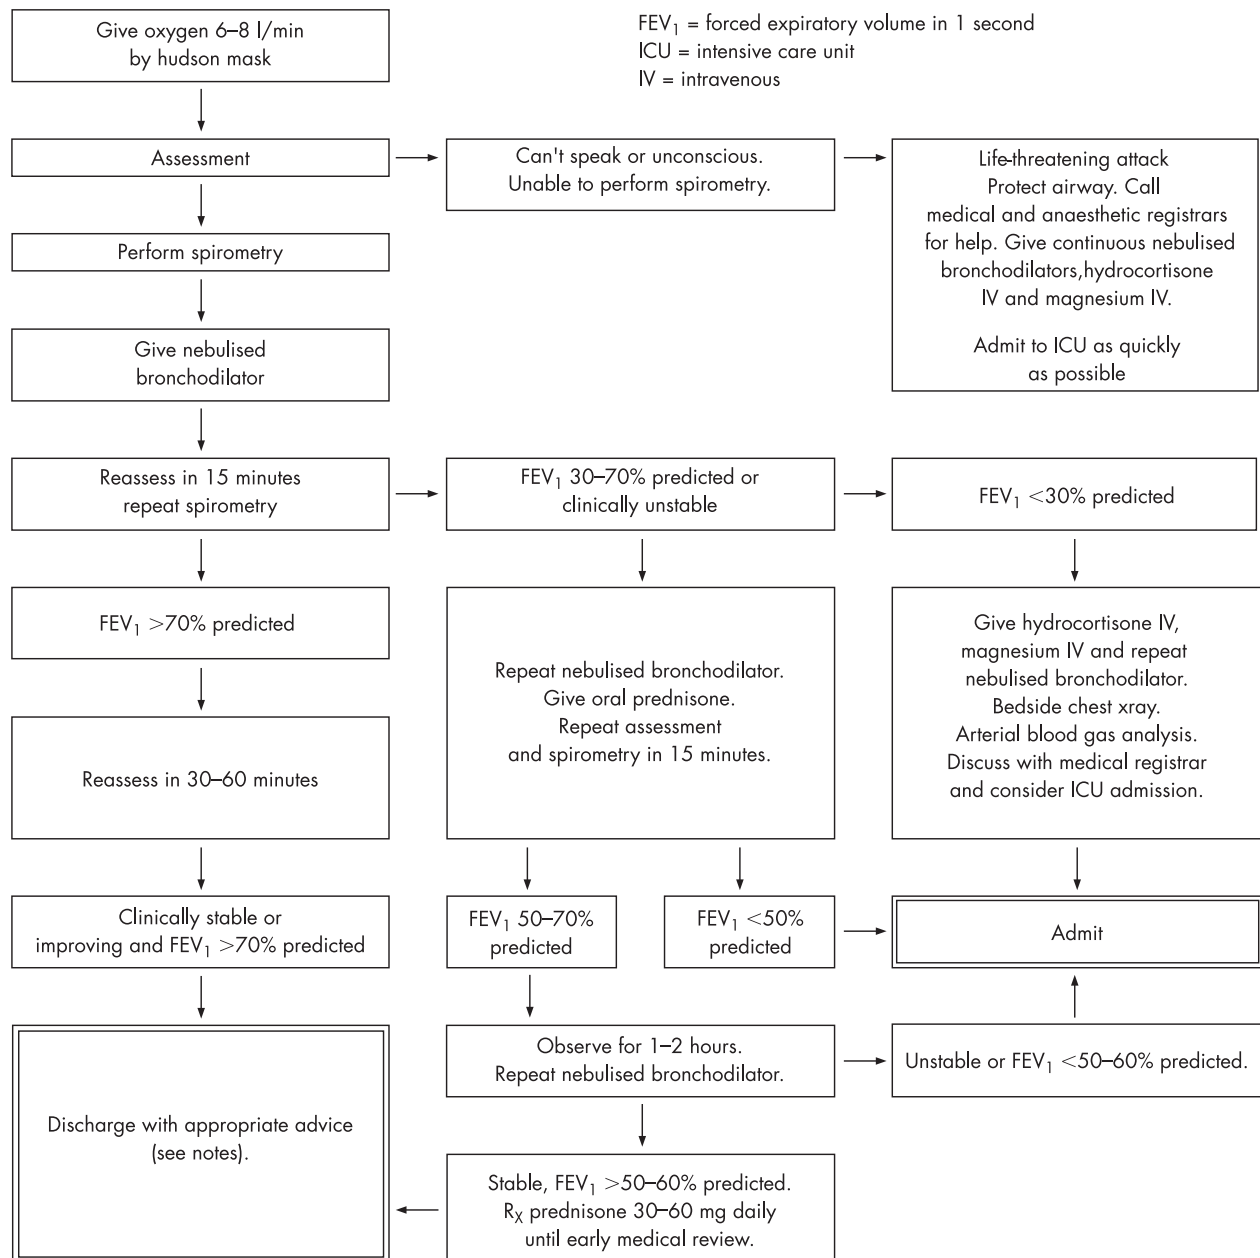 Give oxygen 6–8 l/min
by hudson mask
FEV₁ = forced expiratory volume in 1 second
ICU = intensive care unit
IV = intravenous
Assessment
Can't speak or unconscious.
Unable to perform spirometry.
Life-threatening attack
Protect airway. Call
medical and anaesthetic registrars
for help. Give continuous nebulised
bronchodilators,hydrocortisone
IV and magnesium IV.
Admit to ICU as quickly
as possible
Perform spirometry
Give nebulised
bronchodilator
Reassess in 15 minutes
repeat spirometry
FEV₁ 30–70% predicted or
clinically unstable
FEV₁ <30% predicted
FEV₁ >70% predicted
Repeat nebulised bronchodilator.
Give oral prednisone.
Repeat assessment
and spirometry in 15 minutes.
Give hydrocortisone IV,
magnesium IV and repeat
nebulised bronchodilator.
Bedside chest xray.
Arterial blood gas analysis.
Discuss with medical registrar
and consider ICU admission.
Reassess in 30–60 minutes
Clinically stable or
improving and FEV₁ >70% predicted
FEV₁ 50–70%
predicted
FEV₁ <50%
predicted
Admit
Observe for 1–2 hours.
Repeat nebulised bronchodilator.
Unstable or FEV₁ <50–60% predicted.
Discharge with appropriate advice
(see notes).
Stable, FEV₁ >50–60% predicted.
Rₓ prednisone 30–60 mg daily
until early medical review.